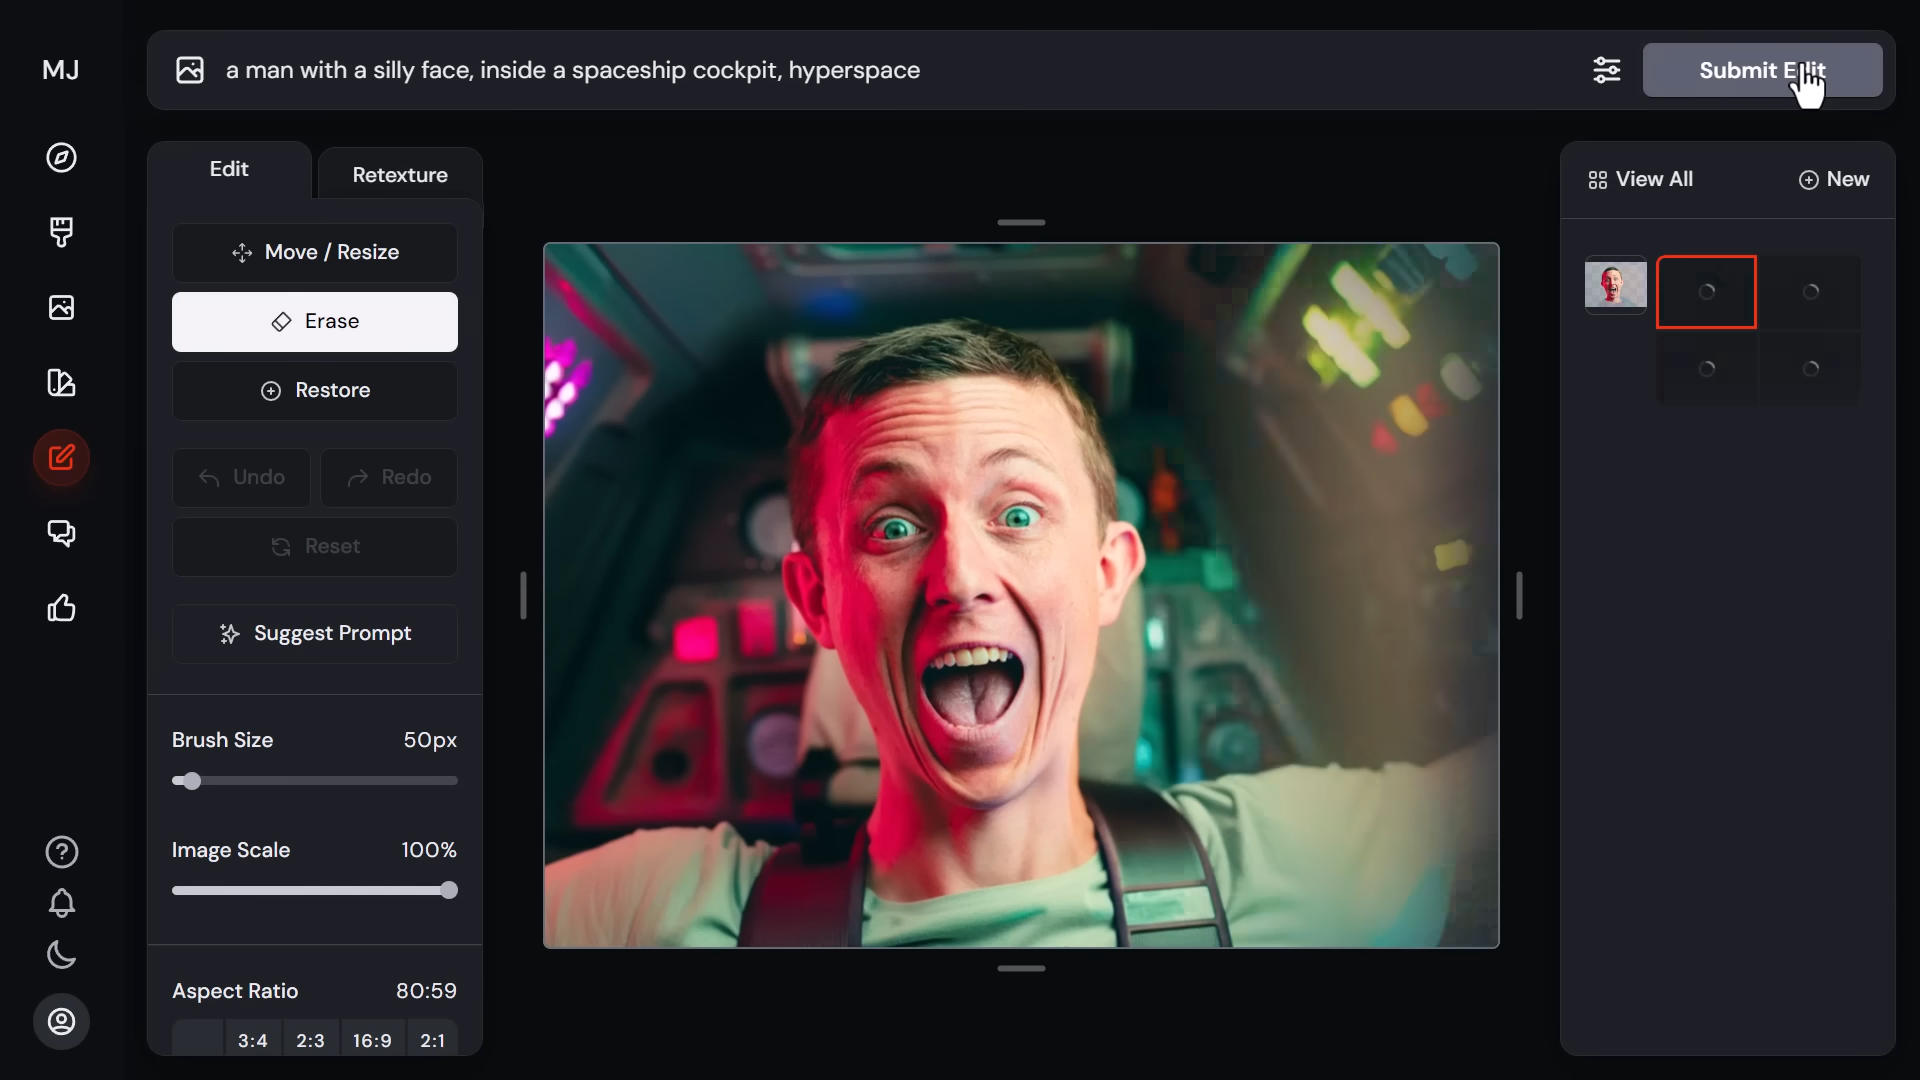 MJ
a man with a silly face, inside a spaceship cockpit, hyperspace
Submit Edit
Edit
Retexture
Move / Resize
Erase
Restore
Undo
Redo
Reset
Suggest Prompt
Brush Size
50px
Image Scale
100%
Aspect Ratio
80:59
3:4
2:3
16:9
2:1
View All
New